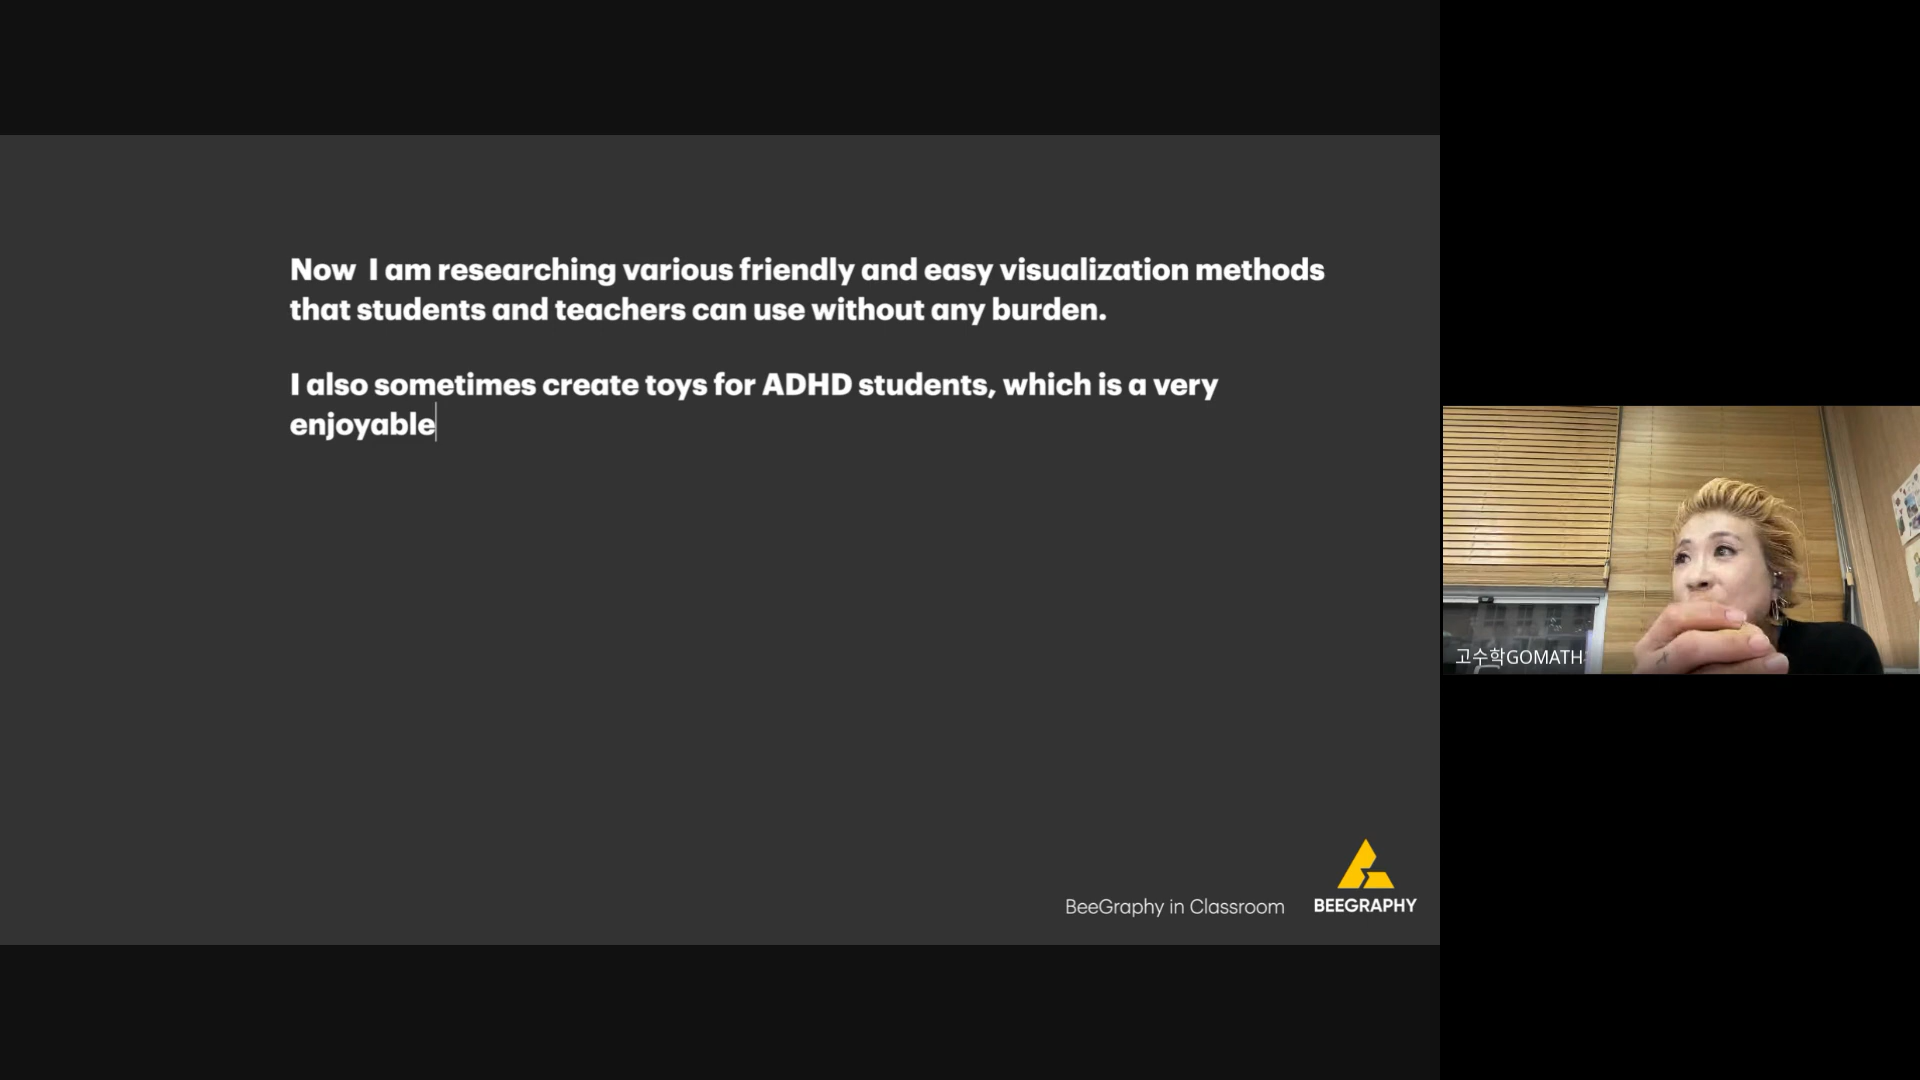 Now  I am researching various friendly and easy visualization methods
that students and teachers can use without any burden.
I also sometimes create toys for ADHD students, which is a very
enjoyable
BeeGraphy in Classroom
BEEGRAPHY
고수학GOMATH